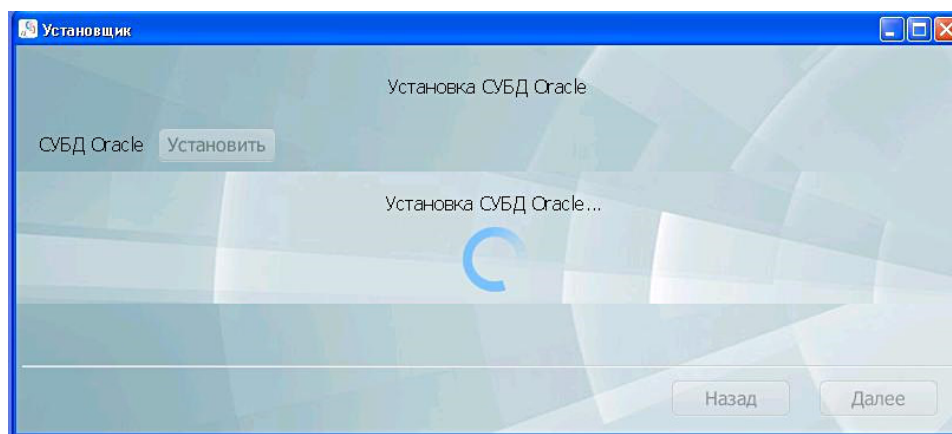 Установщик
Установка СУБД Oracle
СУБД Oracle Установить
Установка СУБД Oracle...
Назад Далее